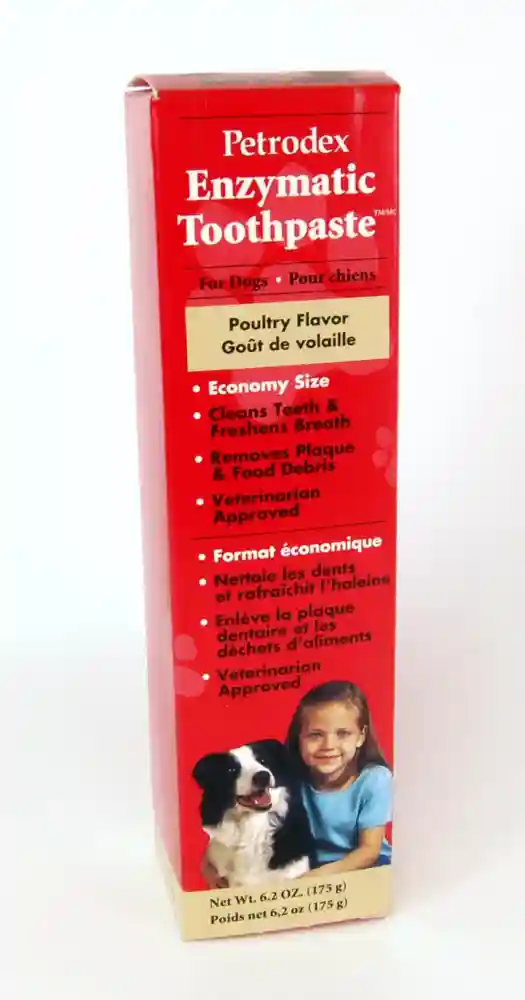 Petrodex
Enzymatic
Toothpaste™/MC
For Dogs • Pour chiens
Poultry Flavor
Goût de volaille
• Economy Size
• Cleans Teeth &
Freshens Breath
• Removes Plaque
& Food Debris
• Veterinarian
Approved
• Format économique
• Nettoie les dents
et rafraîchit l'haleine
• Enlève la plaque
dentaire et les
déchets d'aliments
• Veterinarian
Approved
Net Wt. 6.2 OZ. (175 g)
Poids net 6,2 oz (175 g)